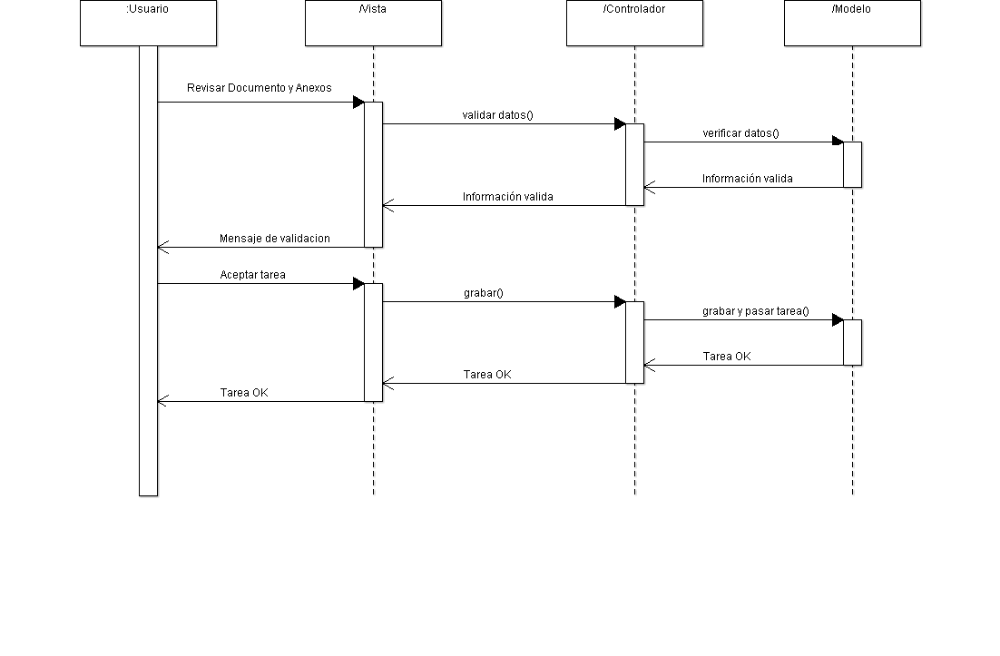 :Usuario
/Vista
/Controlador
/Modelo
Revisar Documento y Anexos
validar datos()
verificar datos()
Información valida
Información valida
Mensaje de validacion
Aceptar tarea
grabar()
grabar y pasar tarea()
Tarea OK
Tarea OK
Tarea OK